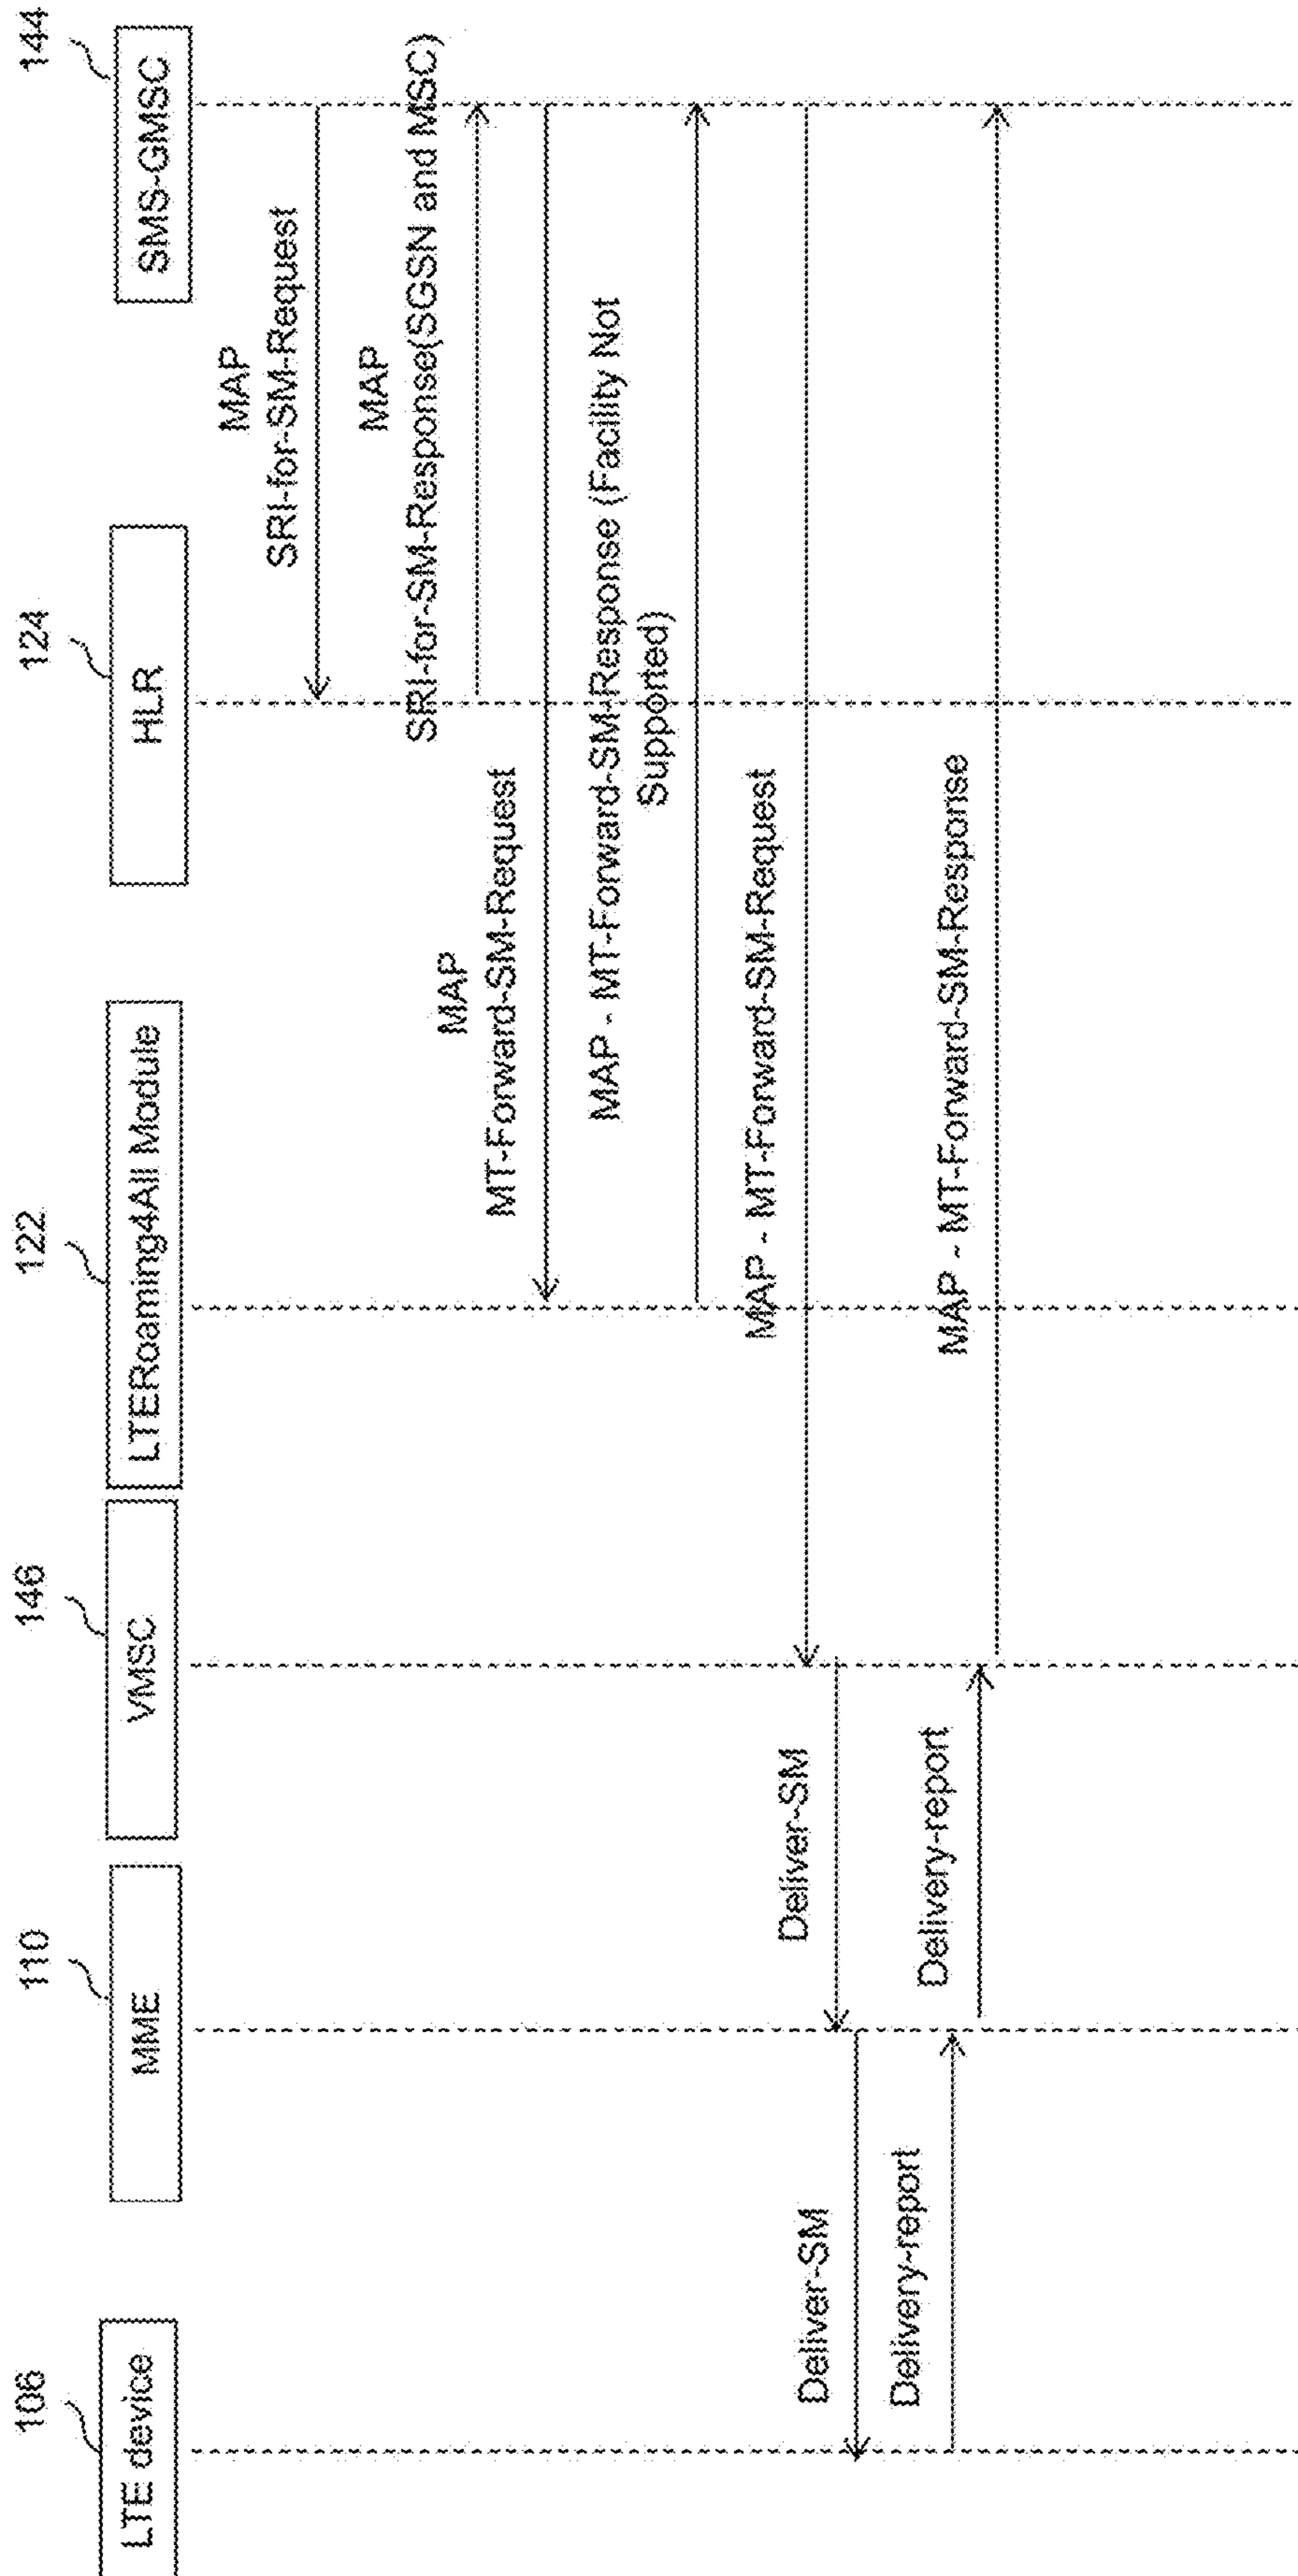 106
110
146
122
124
144
LTE device
MME
VMSC
LTERoaming4All Module
HLR
SMS-GMSC
MAP
SRI-for-SM-Request
MAP
SRI-for-SM-Response(SGSN and MSC)
MAP
MT-Forward-SM-Request
MAP - MT-Forward-SM-Response (Facility Not
Supported)
MAP - MT-Forward-SM-Request
Deliver-SM
Deliver-SM
Delivery-report
Delivery-report
MAP - MT-Forward-SM-Response